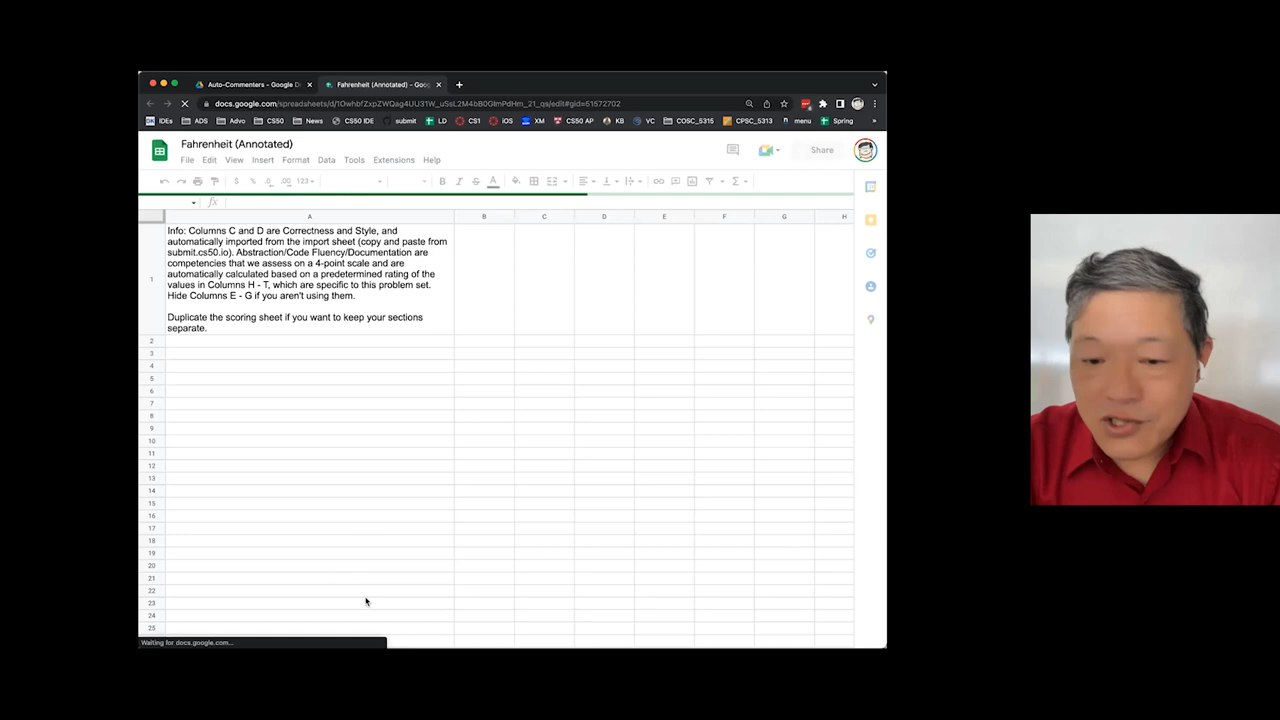 Auto-Commenters - Google D
Fahrenheit (Annotated) - Goo
docs.google.com/spreadsheets/d/1OwhbfZxpZWQag4UU31W_uSsL2M4bB0GlmPdHm_21_qs/edit#gid=51572702
IDEs ADS Advo CS50 News CS50 IDE submit LD CS1 iOS XM CS50 AP KB VC COSC_5315 CPSC_5313 menu Spring »
Fahrenheit (Annotated)
File Edit View Insert Format Data Tools Extensions Help
Share
$ % .0 .00 123
B I S A
fx
A B C D E F G H
1
Info: Columns C and D are Correctness and Style, and
automatically imported from the import sheet (copy and paste from
submit.cs50.io). Abstraction/Code Fluency/Documentation are
competencies that we assess on a 4-point scale and are
automatically calculated based on a predetermined rating of the
values in Columns H - T, which are specific to this problem set.
Hide Columns E - G if you aren't using them.
Duplicate the scoring sheet if you want to keep your sections
separate.
2
3
4
5
6
7
8
9
10
11
12
13
14
15
16
17
18
19
20
21
22
23
24
25
Waiting for docs.google.com...